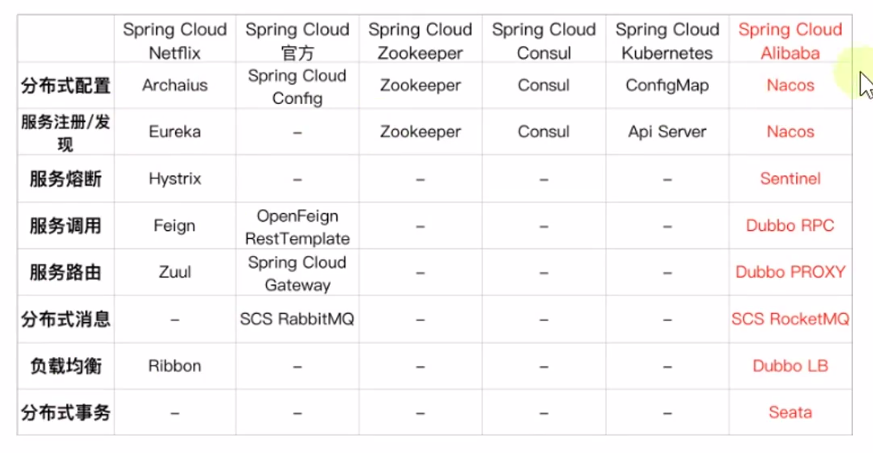 Spring Cloud Spring Cloud Spring Cloud Spring Cloud Spring Cloud Spring Cloud
Netflix 官方 Zookeeper Consul Kubernetes Alibaba
分布式配置 Archaius Spring Cloud Config Zookeeper Consul ConfigMap Nacos
服务注册/发现 Eureka – Zookeeper Consul Api Server Nacos
服务熔断 Hystrix – – – – Sentinel
服务调用 Feign OpenFeign RestTemplate – – – Dubbo RPC
服务路由 Zuul Spring Cloud Gateway – – – Dubbo PROXY
分布式消息 – SCS RabbitMQ – – – SCS RocketMQ
负载均衡 Ribbon – – – – Dubbo LB
分布式事务 – – – – – Seata